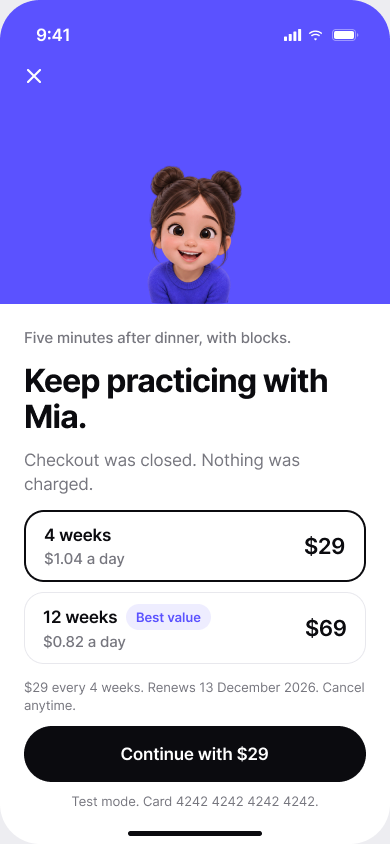 9:41
Five minutes after dinner, with blocks.
Keep practicing with
Mia.
Checkout was closed. Nothing was
charged.
4 weeks
$1.04 a day
$29
12 weeks
Best value
$0.82 a day
$69
$29 every 4 weeks. Renews 13 December 2026. Cancel
anytime.
Continue with $29
Test mode. Card 4242 4242 4242 4242.